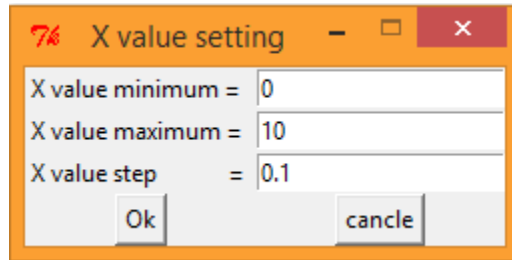 X value setting
X value minimum = 0
X value maximum = 10
X value step = 0.1
Ok cancle